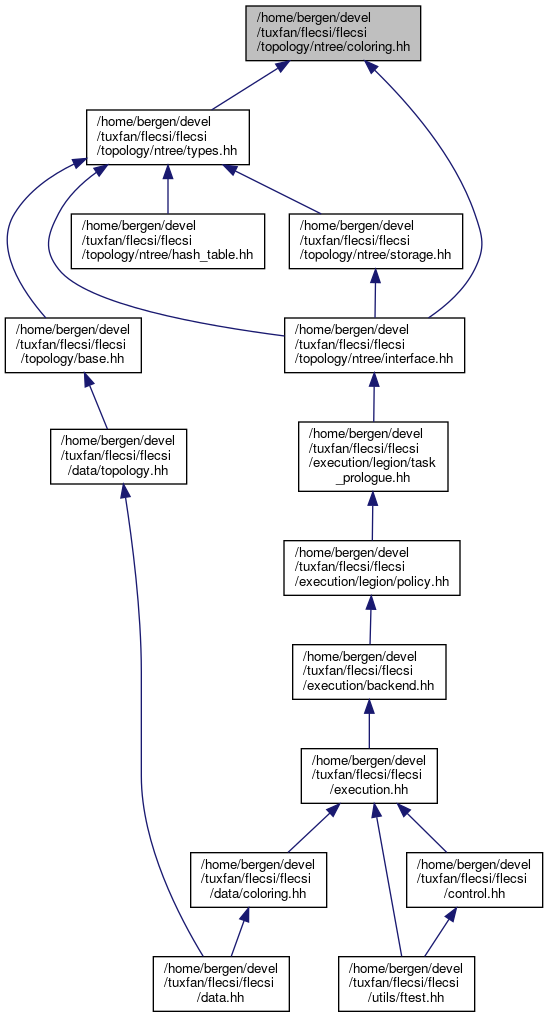 /home/bergen/devel
/tuxfan/flecsi/flecsi
/topology/ntree/coloring.hh
/home/bergen/devel
/tuxfan/flecsi/flecsi
/topology/ntree/types.hh
/home/bergen/devel
/tuxfan/flecsi/flecsi
/topology/ntree/hash_table.hh
/home/bergen/devel
/tuxfan/flecsi/flecsi
/topology/ntree/storage.hh
/home/bergen/devel
/tuxfan/flecsi/flecsi
/topology/base.hh
/home/bergen/devel
/tuxfan/flecsi/flecsi
/topology/ntree/interface.hh
/home/bergen/devel
/tuxfan/flecsi/flecsi
/data/topology.hh
/home/bergen/devel
/tuxfan/flecsi/flecsi
/execution/legion/task
_prologue.hh
/home/bergen/devel
/tuxfan/flecsi/flecsi
/execution/legion/policy.hh
/home/bergen/devel
/tuxfan/flecsi/flecsi
/execution/backend.hh
/home/bergen/devel
/tuxfan/flecsi/flecsi
/execution.hh
/home/bergen/devel
/tuxfan/flecsi/flecsi
/data/coloring.hh
/home/bergen/devel
/tuxfan/flecsi/flecsi
/control.hh
/home/bergen/devel
/tuxfan/flecsi/flecsi
/data.hh
/home/bergen/devel
/tuxfan/flecsi/flecsi
/utils/ftest.hh